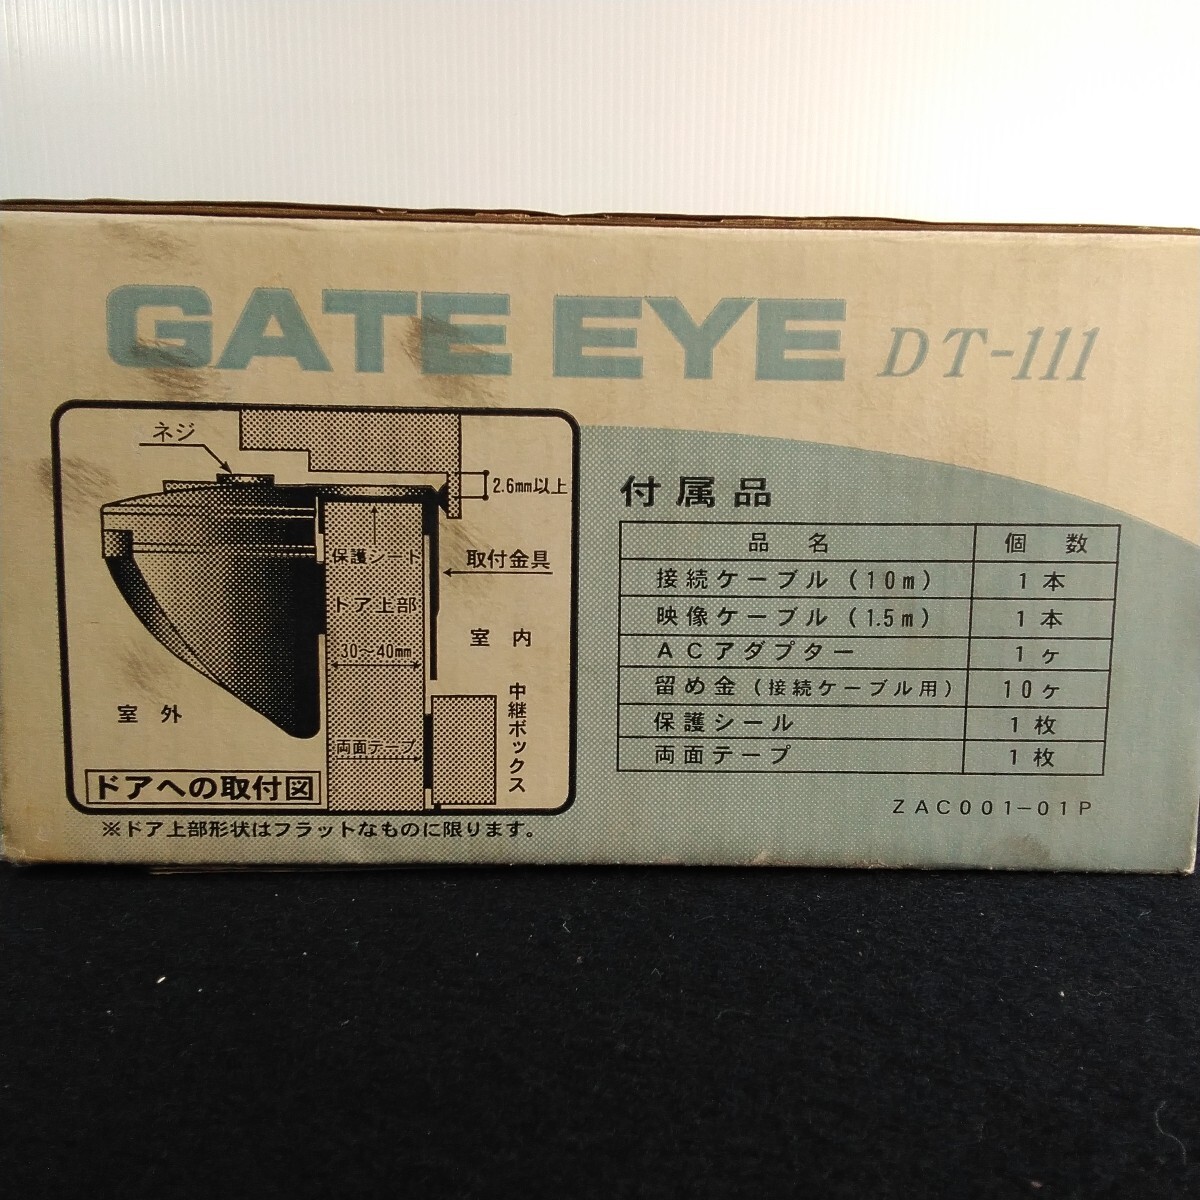 GATE EYE DT-111
ネジ
2.6mm以上
保護シート
取付金具
ドア上部
室内
30〜40mm
室外
中継ボックス
両面テープ
ドアへの取付図
※ドア上部形状はフラットなものに限ります。
付属品
品名 個数
接続ケーブル(10m) 1本
映像ケーブル(1.5m) 1本
ACアダプター 1ヶ
留め金(接続ケーブル用) 10ヶ
保護シール 1枚
両面テープ 1枚
ZAC001-01P